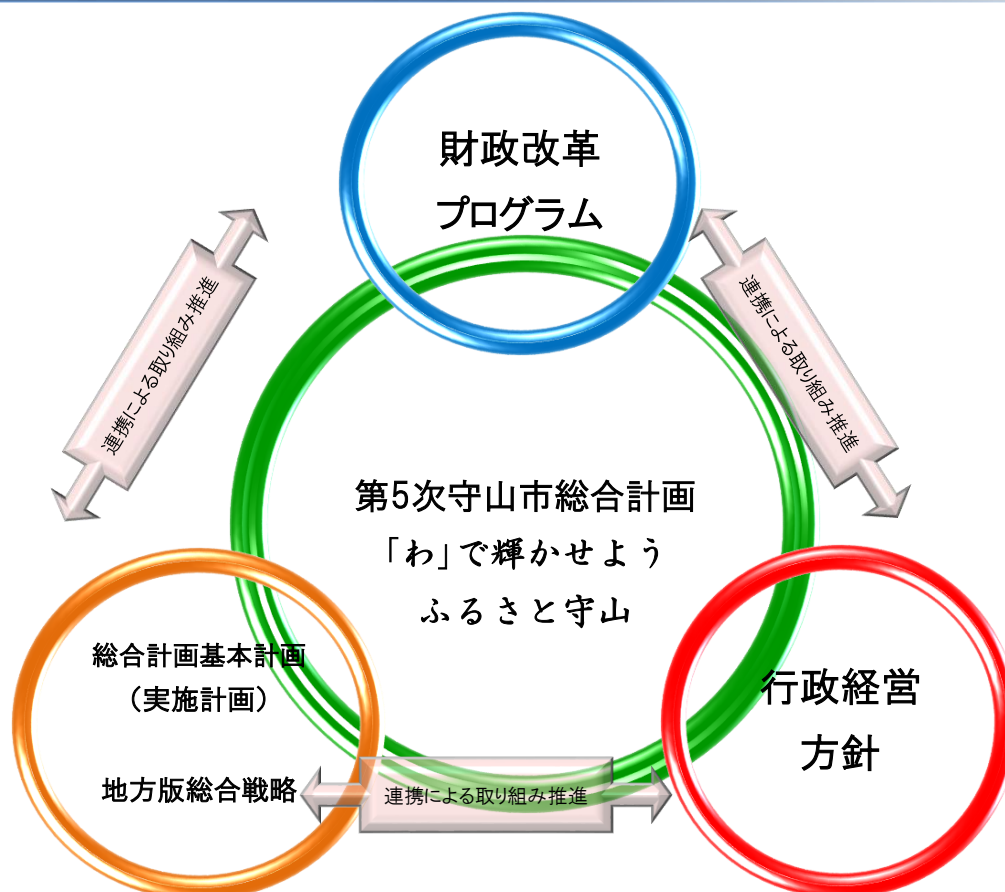 財政改革
プログラム
連携による取り組み推進
連携による取り組み推進
第5次守山市総合計画
「わ」で輝かせよう
ふるさと守山
総合計画基本計画
（実施計画）
地方版総合戦略
行政経営
方針
連携による取り組み推進